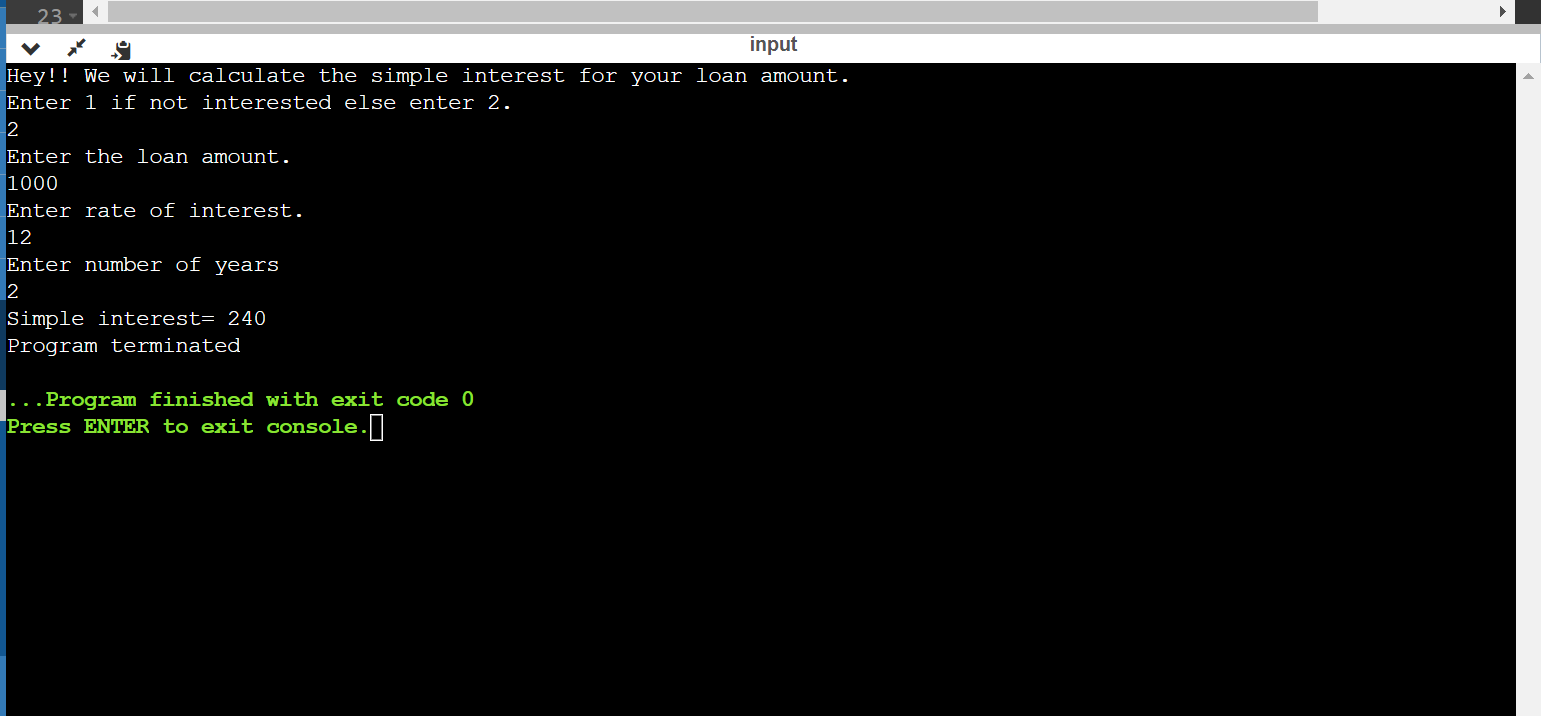 23
input
Hey!! We will calculate the simple interest for your loan amount.
Enter 1 if not interested else enter 2.
2
Enter the loan amount.
1000
Enter rate of interest.
12
Enter number of years
2
Simple interest= 240
Program terminated
...Program finished with exit code 0
Press ENTER to exit console.